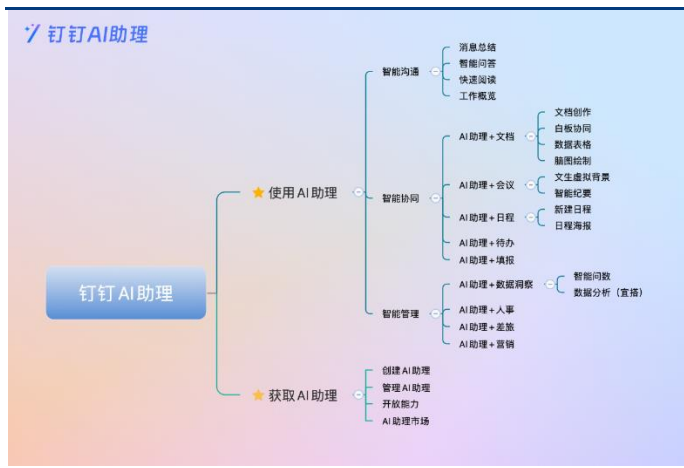 钉钉AI助理
钉钉AI助理
使用AI助理
智能沟通
消息总结
智能问答
快速阅读
工作概览
智能协同
AI助理+文档
文档创作
白板协同
数据表格
脑图绘制
AI助理+会议
文生虚拟背景
智能纪要
AI助理+日程
新建日程
日程海报
AI助理+待办
AI助理+填报
智能管理
AI助理+数据洞察
智能问数
数据分析（宜搭）
AI助理+人事
AI助理+差旅
AI助理+营销
获取AI助理
创建AI助理
管理AI助理
开放能力
AI助理市场